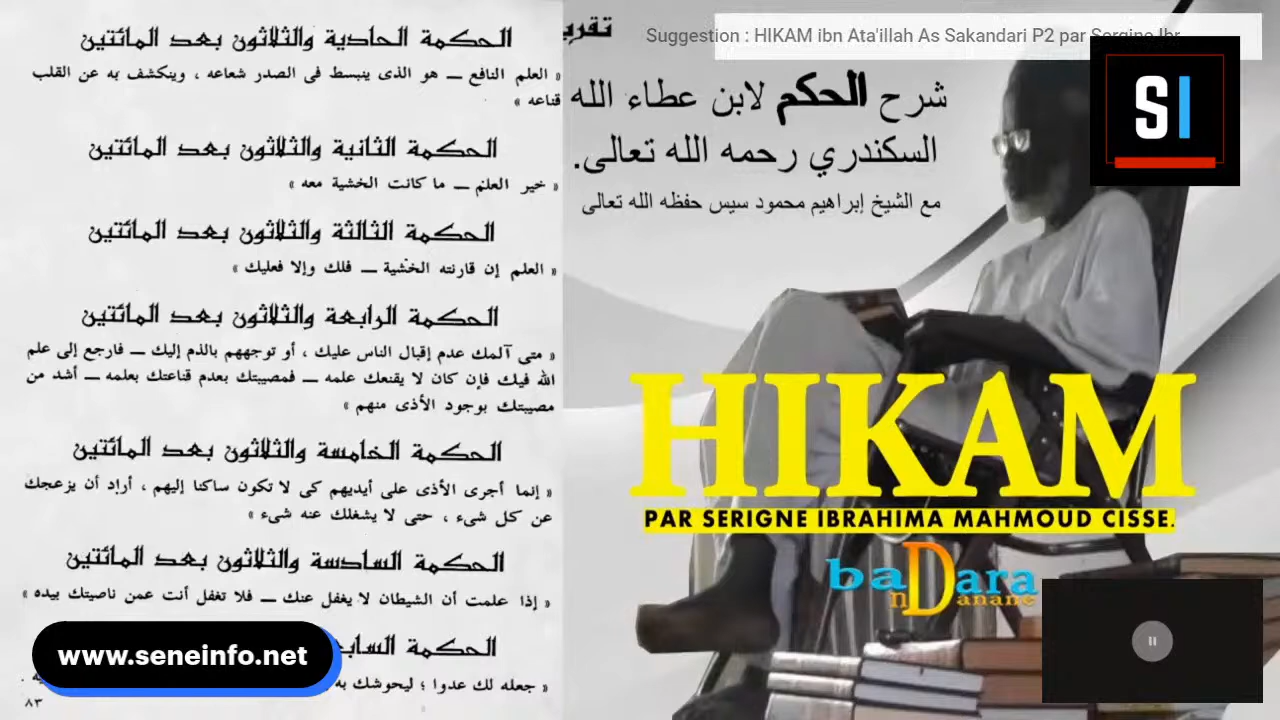 الحكمة الحادية والثلاثون بعد المائتين
« العلم النافع — هو الذى ينبسط فى الصدر شعاعه ، وينكشف به عن القلب
قناعه »
الحكمة الثانية والثلاثون بعد المائتين
« خير العلم — ما كانت الخشية معه »
الحكمة الثالثة والثلاثون بعد المائتين
« العلم إن قارنته الخشية — فلك وإلا فعليك »
الحكمة الرابعة والثلاثون بعد المائتين
« متى آلمك عدم إقبال الناس عليك ، أو توجههم بالذم إليك — فارجع إلى علم
الله فيك فإن كان لا يقنعك علمه — فمصيبتك بعدم قناعتك بعلمه — أشد من
مصيبتك بوجود الأذى منهم »
الحكمة الخامسة والثلاثون بعد المائتين
« إنما أجرى الأذى على أيديهم كى لا تكون ساكنا إليهم ، أراد أن يزعجك
عن كل شىء ، حتى لا يشغلك عنه شىء »
الحكمة السادسة والثلاثون بعد المائتين
« إذا علمت أن الشيطان لا يغفل عنك — فلا تغفل أنت عمن ناصيتك بيده »
الحكمة
« جعله لك عدوا ؛ ليحوشك به
٨٣
www.seneinfo.net
Suggestion : HIKAM ibn Ata'illah As Sakandari P2 par Sergine Ibr
SI
شرح الحكم لابن عطاء الله
السكندري رحمه الله تعالى.
مع الشيخ إبراهيم محمود سيس حفظه الله تعالى
HIKAM
PAR SERIGNE IBRAHIMA MAHMOUD CISSE.
baDara
nDanane